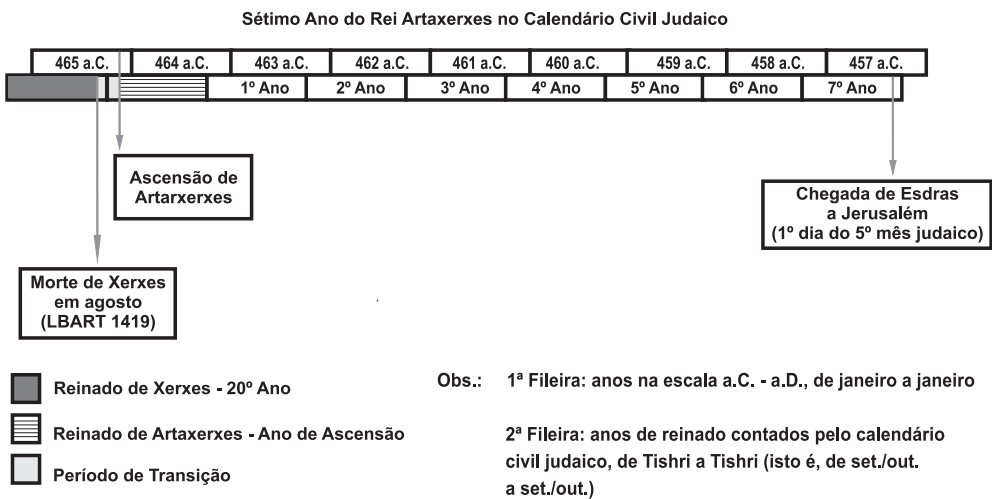 Sétimo Ano do Rei Artaxerxes no Calendário Civil Judaico
465 a.C. 464 a.C. 463 a.C. 462 a.C. 461 a.C. 460 a.C. 459 a.C. 458 a.C. 457 a.C.
1º Ano 2º Ano 3º Ano 4º Ano 5º Ano 6º Ano 7º Ano
Ascensão de
Artarxerxes
Chegada de Esdras
a Jerusalém
(1º dia do 5º mês judaico)
Morte de Xerxes
em agosto
(LBART 1419)
Reinado de Xerxes - 20º Ano
Reinado de Artaxerxes - Ano de Ascensão
Período de Transição
Obs.: 1ª Fileira: anos na escala a.C. - a.D., de janeiro a janeiro
2ª Fileira: anos de reinado contados pelo calendário
civil judaico, de Tishri a Tishri (isto é, de set./out.
a set./out.)